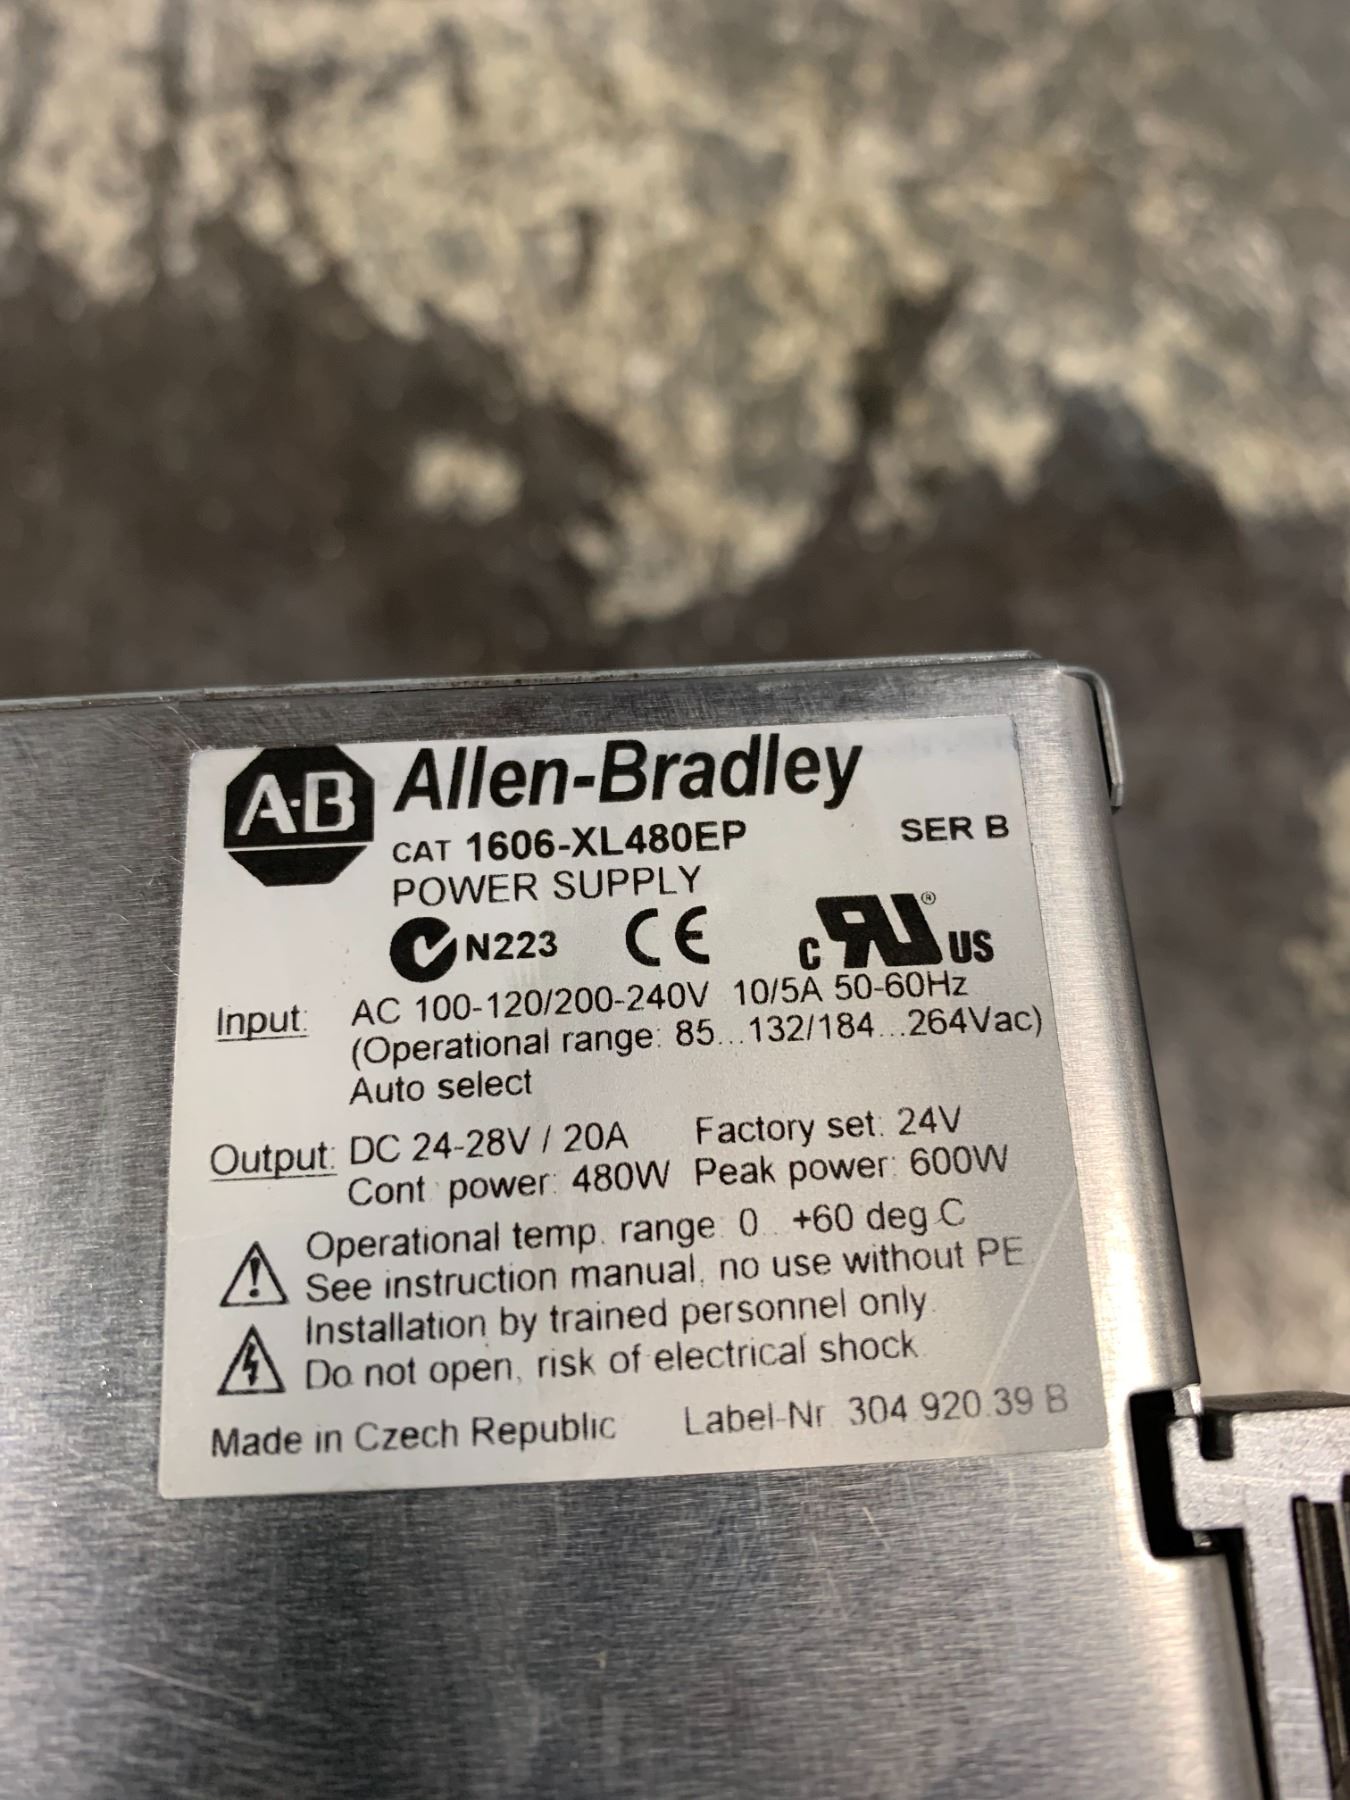 A-B Allen-Bradley
CAT 1606-XL480EP SER B
POWER SUPPLY
N223 CE c RU ® US
Input: AC 100-120/200-240V 10/5A 50-60Hz
(Operational range: 85...132/184...264Vac)
Auto select
Output: DC 24-28V / 20A Factory set: 24V
Cont. power: 480W Peak power: 600W
Operational temp. range: 0...+60 deg C
See instruction manual, no use without PE.
Installation by trained personnel only.
Do not open, risk of electrical shock.
Made in Czech Republic Label-Nr. 304.920.39 B